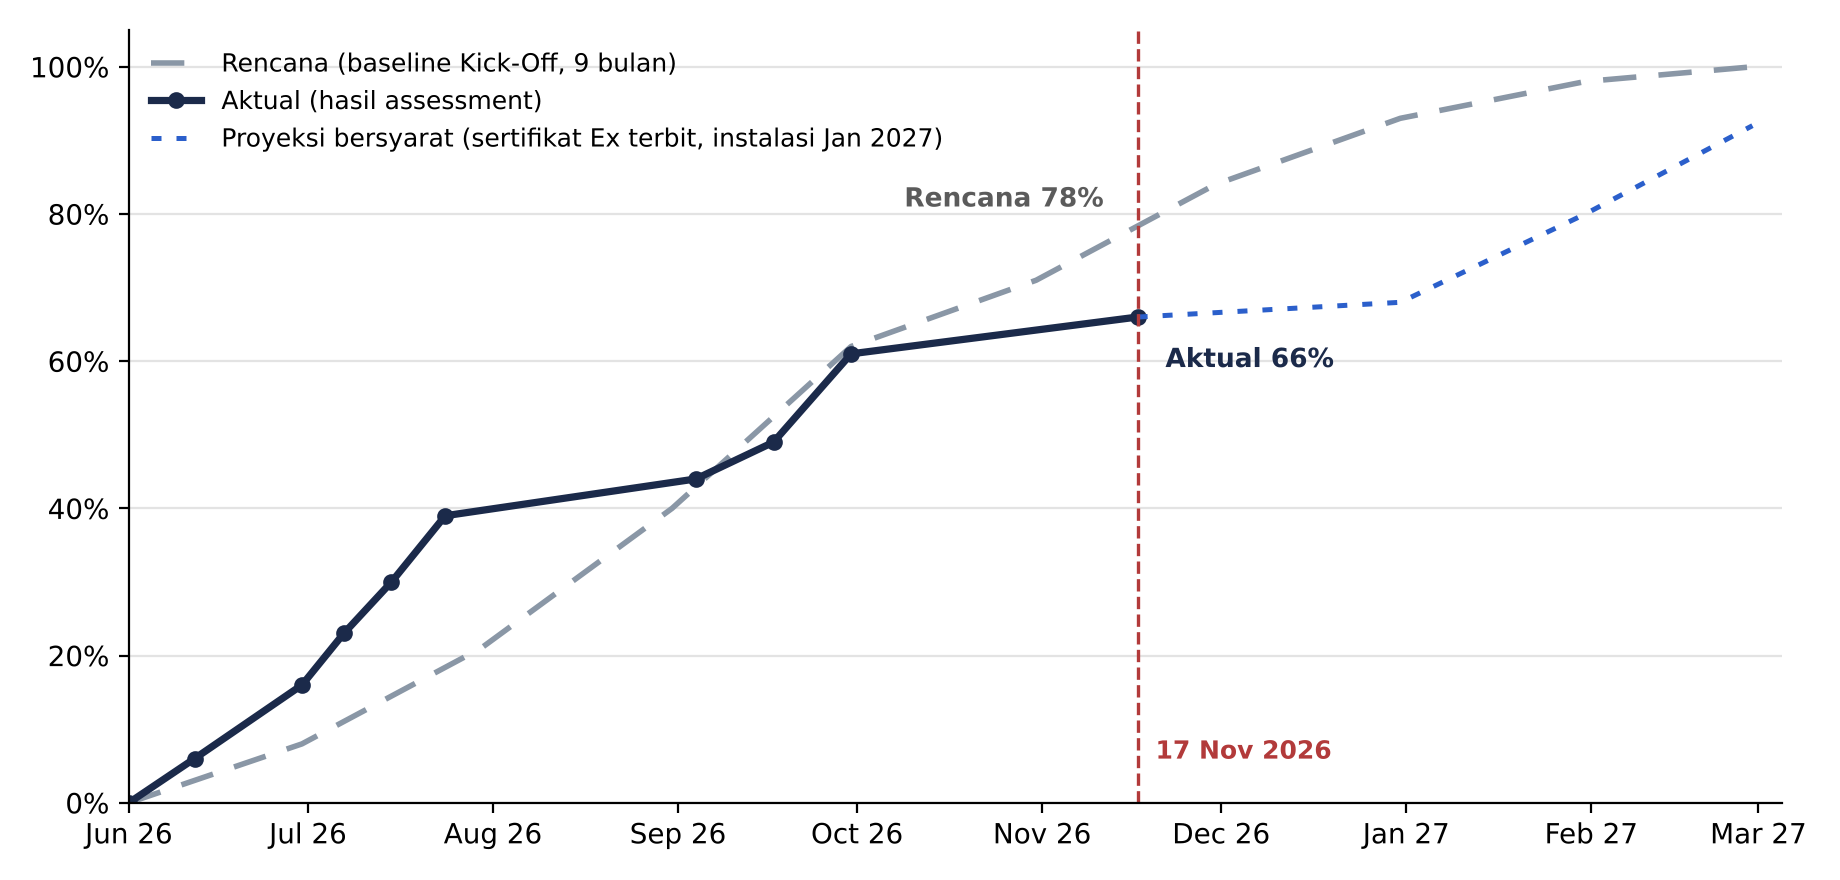 Rencana (baseline Kick-Off, 9 bulan)
Aktual (hasil assessment)
Proyeksi bersyarat (sertifikat Ex terbit, instalasi Jan 2027)
100%
80%
60%
40%
20%
0%
Rencana 78%
Aktual 66%
17 Nov 2026
Jun 26
Jul 26
Aug 26
Sep 26
Oct 26
Nov 26
Dec 26
Jan 27
Feb 27
Mar 27